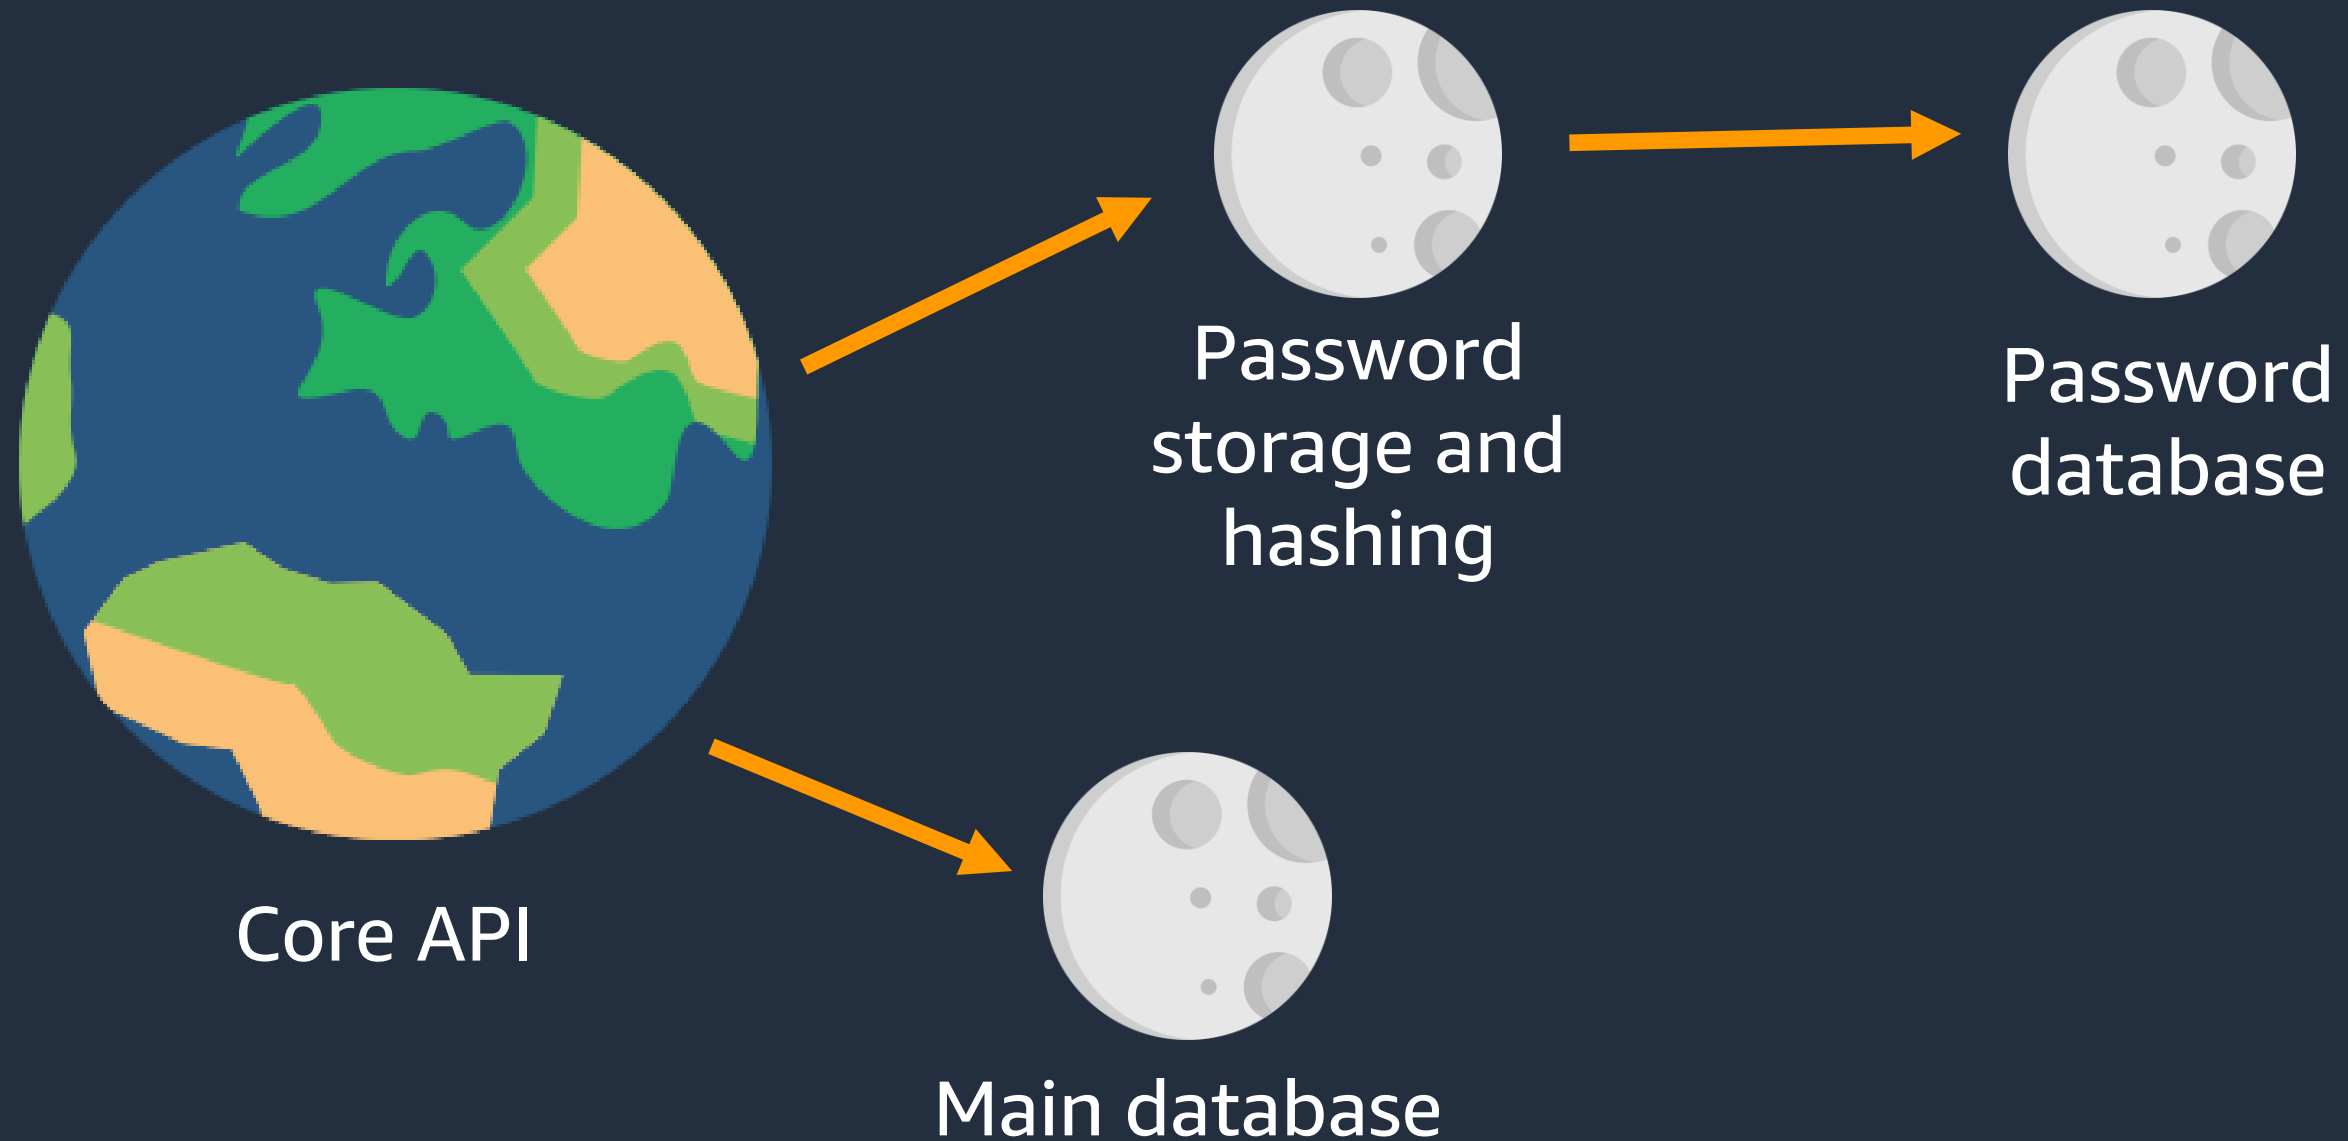 Password
storage and
hashing
Password
database
Core API
Main database